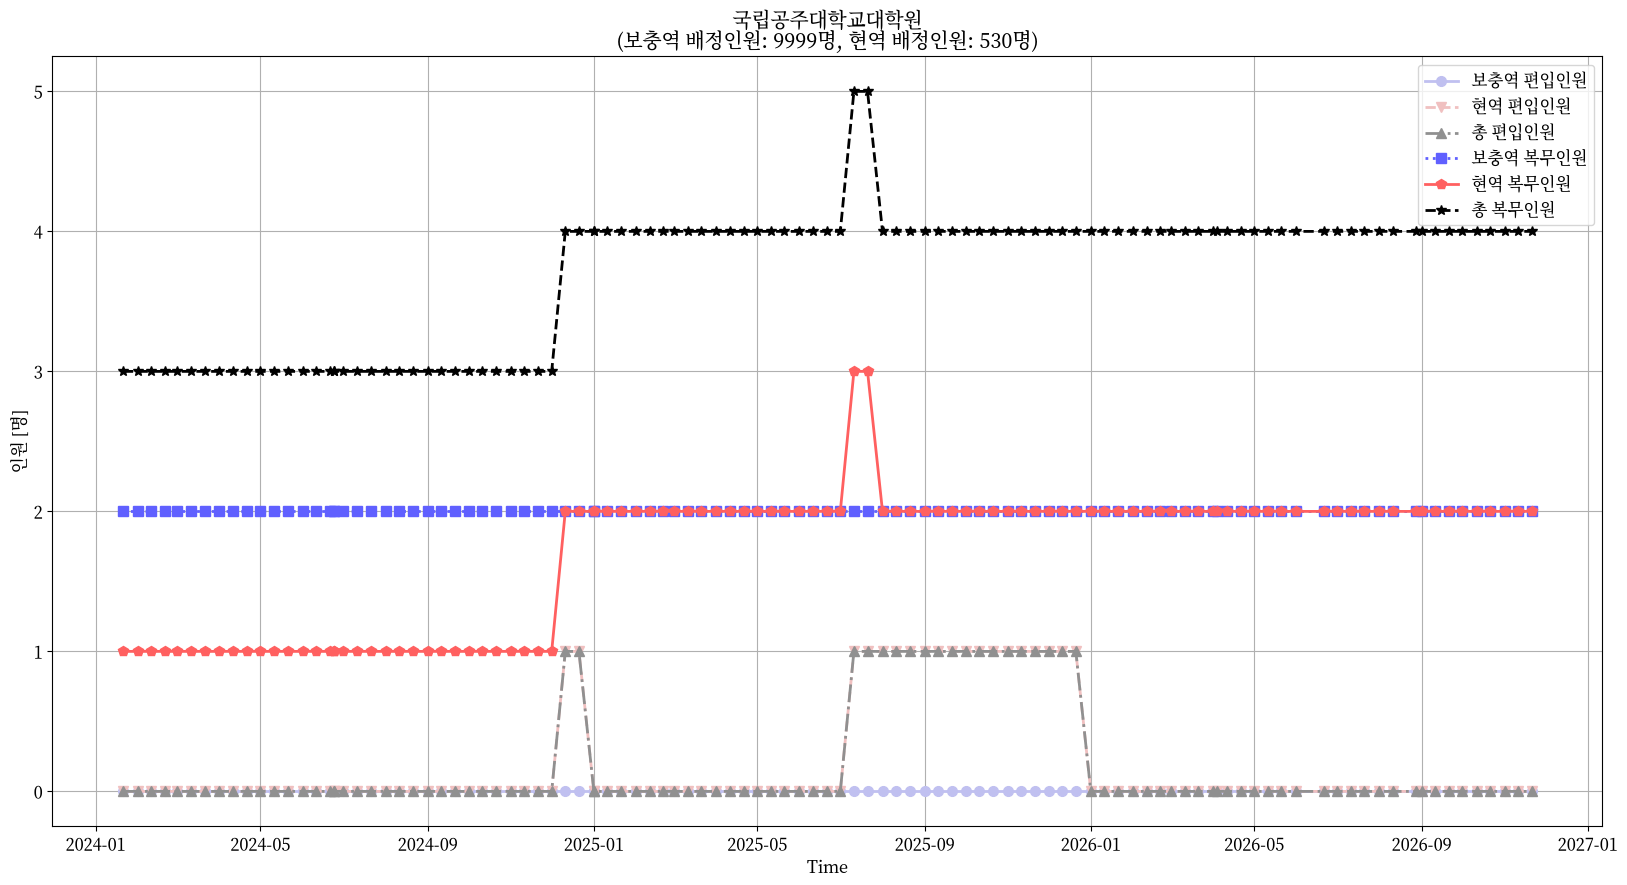 국립공주대학교대학원
(보충역 배정인원: 9999명, 현역 배정인원: 530명)
보충역 편입인원
현역 편입인원
총 편입인원
보충역 복무인원
현역 복무인원
총 복무인원
인원 [명]
5
4
3
2
1
0
2024-01
2024-05
2024-09
2025-01
2025-05
2025-09
2026-01
2026-05
2026-09
2027-01
Time